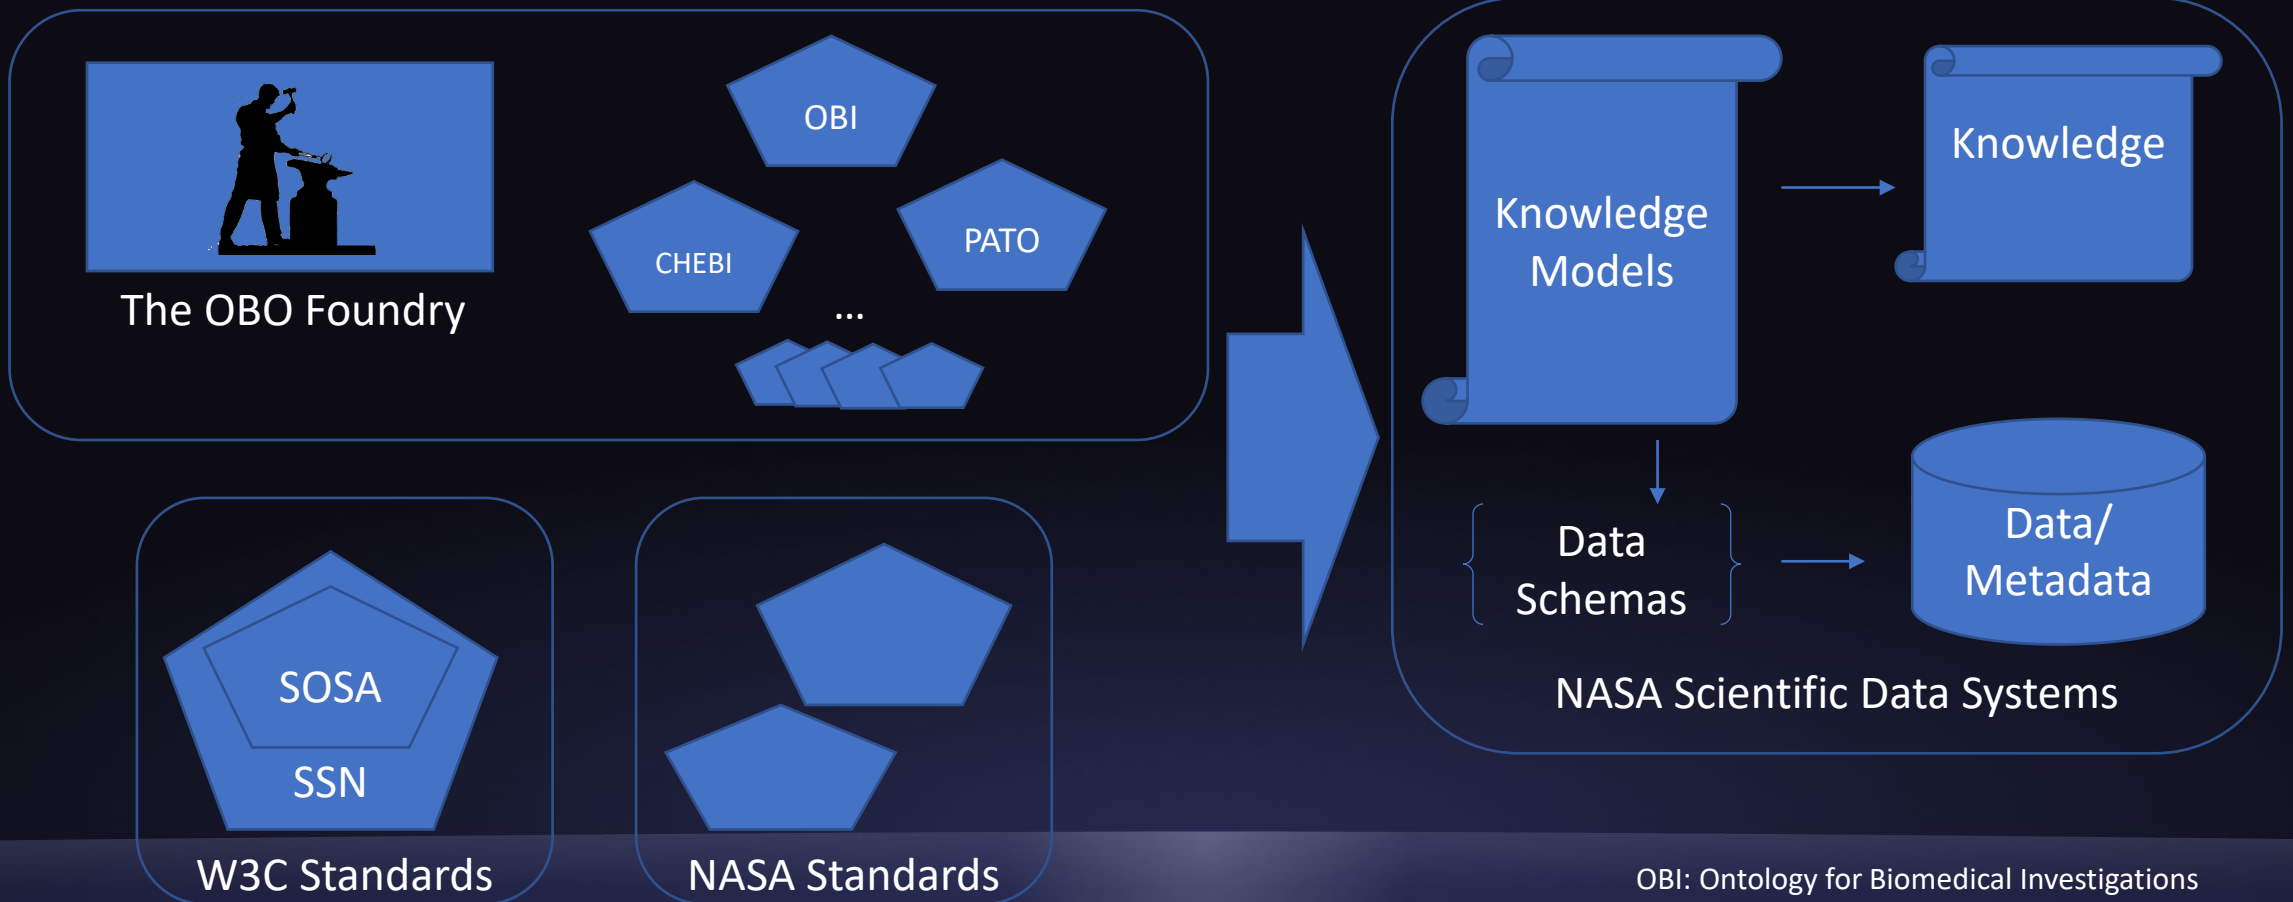 The OBO Foundry
OBI
CHEBI
PATO
...
SOSA
SSN
W3C Standards
NASA Standards
Knowledge
Models
Knowledge
Data
Schemas
Data/
Metadata
NASA Scientific Data Systems
OBI: Ontology for Biomedical Investigations